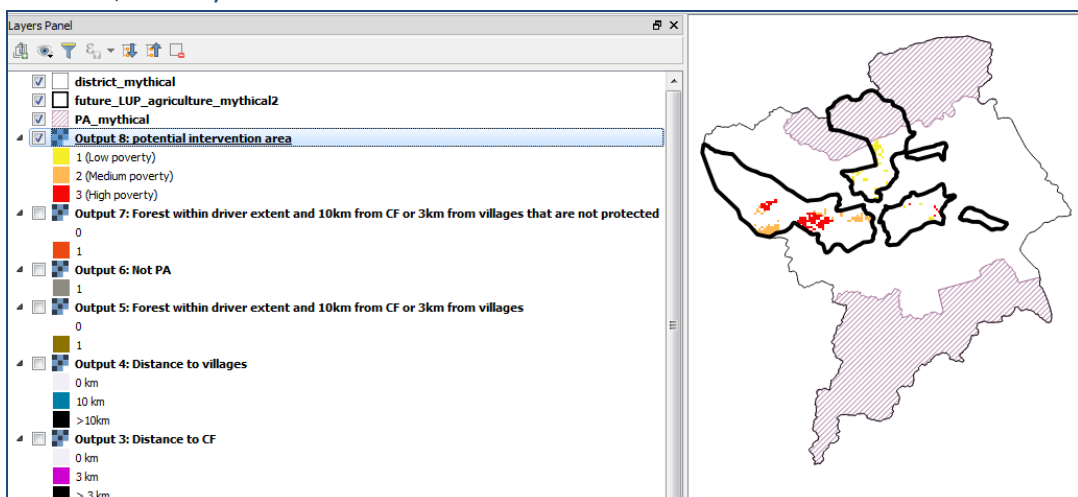 Layers Panel
district_mythical
future_LUP_agriculture_mythical2
PA_mythical
Output 8: potential intervention area
1 (Low poverty)
2 (Medium poverty)
3 (High poverty)
Output 7: Forest within driver extent and 10km from CF or 3km from villages that are not protected
0
1
Output 6: Not PA
1
Output 5: Forest within driver extent and 10km from CF or 3km from villages
0
1
Output 4: Distance to villages
0 km
10 km
>10km
Output 3: Distance to CF
0 km
3 km
> 3 km